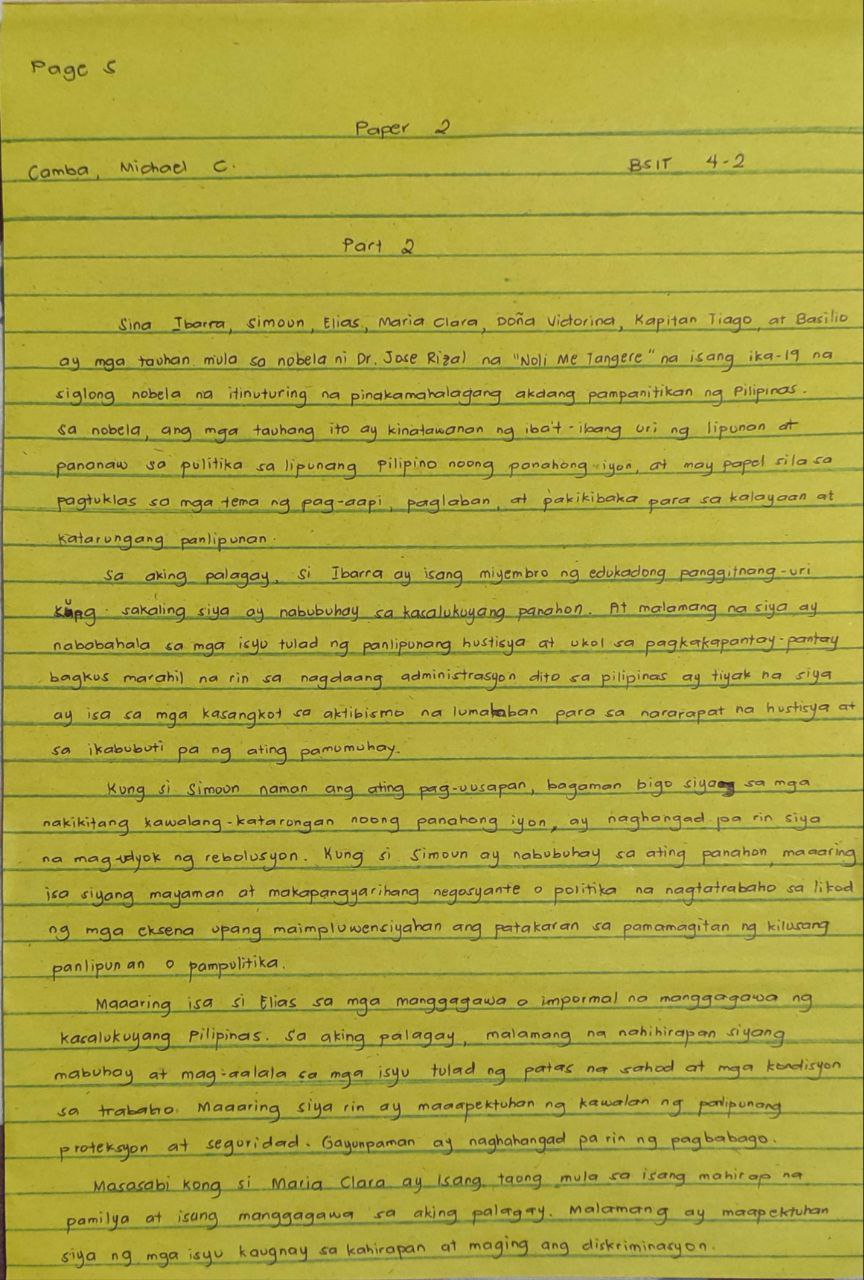 Page 5
Paper 2
Camba, Michael C. BSIT 4-2
Part 2
Sina Ibarra, Simoun, Elias, Maria Clara, Doña Victorina, Kapitan Tiago, at Basilio
ay mga tauhan mula sa nobela ni Dr. Jose Rizal na "Noli Me Tangere" na isang ika-19 na
siglong nobela na itinuturing na pinakamahalagang akdang pampanitikan ng Pilipinas.
sa nobela, ang mga tauhang ito ay kinatawanan ng iba't-ibang uri ng lipunan at
pananaw sa pulitika sa lipunang Pilipino noong panahong iyon, at may papel sila sa
pagtuklas sa mga tema ng pag-aapi, paglaban, at pakikibaka para sa kalayaan at
katarungang panlipunan.
Sa aking palagay, si Ibarra ay isang miyembro ng edukadong panggitnang-uri
kung sakaling siya ay nabubuhay sa kasalukuyang panahon. At malamang na siya ay
nababahala sa mga isyu tulad ng panlipunang hustisya at ukol sa pagkakapantay-pantay
bagkus marahil na rin sa nagdaang administrasyon dito sa pilipinas ay tiyak na siya
ay isa sa mga kasangkot sa aktibismo na lumalaban para sa nararapat na hustisya at
sa ikabubuti pa ng ating pamumuhay.
Kung si Simoun naman ang ating pag-uusapan, bagaman bigo siya sa mga
nakikitang kawalang-katarongan noong panahong iyon, ay naghangad pa rin siya
na mag-udyok ng rebolusyon. Kung si Simoun ay nabubuhay sa ating panahon, maaaring
isa siyang mayaman at makapangyarihang negosyante o politika na nagtatrabaho sa likod
ng mga eksena upang maimpluwensiyahan ang patakaran sa pamamagitan ng kilusang
panlipunan o pampulitika.
Maaaring isa si Elias sa mga manggagawa o impormal na manggagawa ng
kasalukuyang Pilipinas. Sa aking palagay, malamang na nahihirapan siyang
mabuhay at mag-aalala sa mga isyu tulad ng patas na sahod at mga kondisyon
sa trabaho. Maaaring siya rin ay maaapektuhan ng kawalan ng panlipunang
proteksyon at seguridad. Gayunpaman ay naghahangad pa rin ng pagbabago.
Masasabi kong si Maria Clara ay Isang taong mula sa isang mahirap na
pamilya at isang manggagawa sa aking palagay. Malamang ay maapektuhan
siya ng mga isyu kaugnay sa kahirapan at maging ang diskriminasyon.